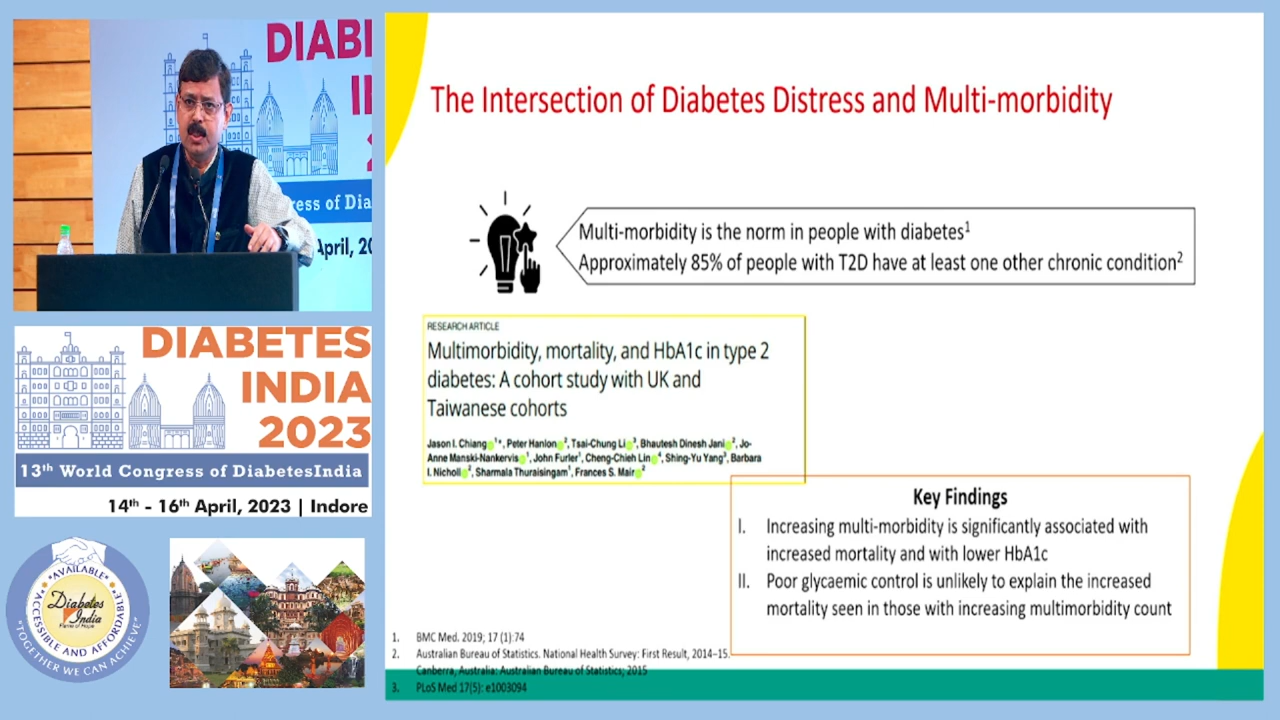 DIABE
I
2
ress of Dia
April, 20
DIABETES
INDIA
2023
13th World Congress of DiabetesIndia
14th - 16th April, 2023 | Indore
*AVAILABLE*
ACCESSIBLE AND AFFORDABLE
Diabetes
India
Flame of Hope
"TOGETHER WE CAN ACHIEVE"
The Intersection of Diabetes Distress and Multi-morbidity
Multi-morbidity is the norm in people with diabetes1
Approximately 85% of people with T2D have at least one other chronic condition2
RESEARCH ARTICLE
Multimorbidity, mortality, and HbA1c in type 2
diabetes: A cohort study with UK and
Taiwanese cohorts
Jason I. Chiang1*, Peter Hanlon2, Tsai-Chung Li3, Bhautesh Dinesh Jani2, Jo-
Anne Manski-Nankervis1, John Furler1, Cheng-Chieh Lin4, Shing-Yu Yang3, Barbara
I. Nicholl2, Sharmala Thuraisingam1, Frances S. Mair2
Key Findings
I. Increasing multi-morbidity is significantly associated with
increased mortality and with lower HbA1c
II. Poor glycaemic control is unlikely to explain the increased
mortality seen in those with increasing multimorbidity count
1. BMC Med. 2019; 17 (1):74
2. Australian Bureau of Statistics. National Health Survey: First Result, 2014–15.
Canberra, Australia: Australian Bureau of Statistics; 2015
3. PLoS Med 17(5): e1003094